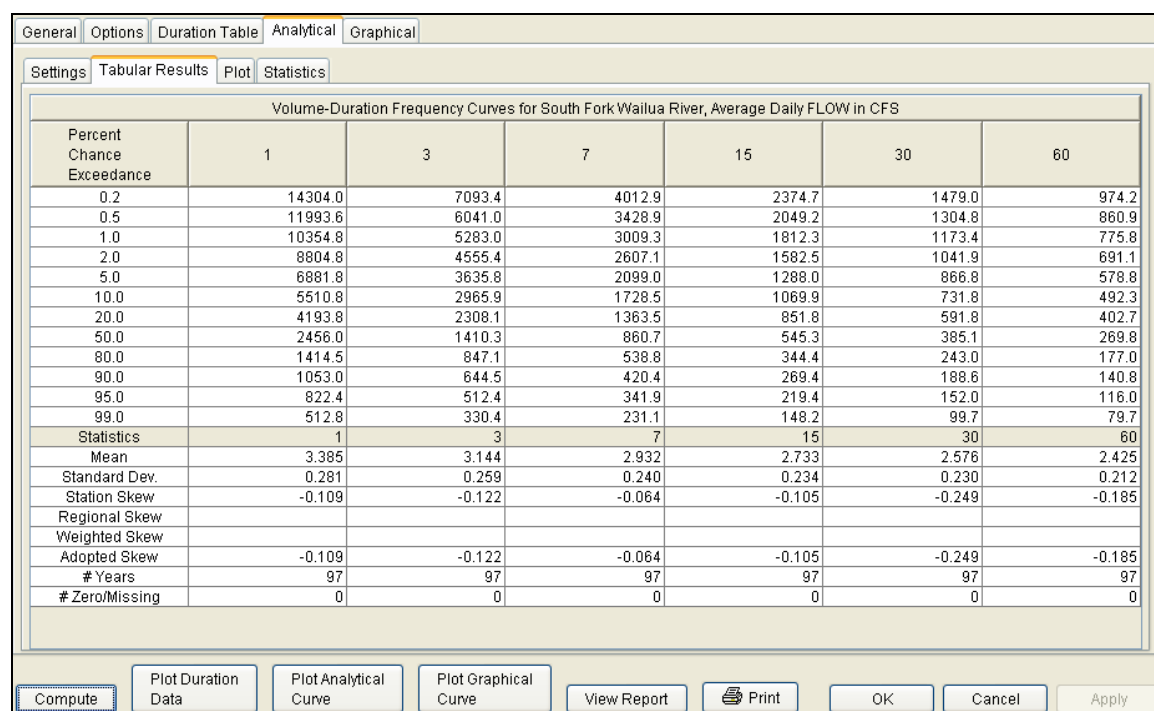 General Options Duration Table Analytical Graphical
Settings Tabular Results Plot Statistics
Volume-Duration Frequency Curves for South Fork Wailua River, Average Daily FLOW in CFS
Percent
Chance 1 3 7 15 30 60
Exceedance
0.2 14304.0 7093.4 4012.9 2374.7 1479.0 974.2
0.5 11993.6 6041.0 3428.9 2049.2 1304.8 860.9
1.0 10354.8 5283.0 3009.3 1812.3 1173.4 775.8
2.0 8804.8 4555.4 2607.1 1582.5 1041.9 691.1
5.0 6881.8 3635.8 2099.0 1288.0 866.8 578.8
10.0 5510.8 2965.9 1728.5 1069.9 731.8 492.3
20.0 4193.8 2308.1 1363.5 851.8 591.8 402.7
50.0 2456.0 1410.3 860.7 545.3 385.1 269.8
80.0 1414.5 847.1 538.8 344.4 243.0 177.0
90.0 1053.0 644.5 420.4 269.4 188.6 140.8
95.0 822.4 512.4 341.9 219.4 152.0 116.0
99.0 512.8 330.4 231.1 148.2 99.7 79.7
Statistics 1 3 7 15 30 60
Mean 3.385 3.144 2.932 2.733 2.576 2.425
Standard Dev. 0.281 0.259 0.240 0.234 0.230 0.212
Station Skew -0.109 -0.122 -0.064 -0.105 -0.249 -0.185
Regional Skew
Weighted Skew
Adopted Skew -0.109 -0.122 -0.064 -0.105 -0.249 -0.185
# Years 97 97 97 97 97 97
# Zero/Missing 0 0 0 0 0 0
Compute Plot Duration Data Plot Analytical Curve Plot Graphical Curve View Report Print OK Cancel Apply